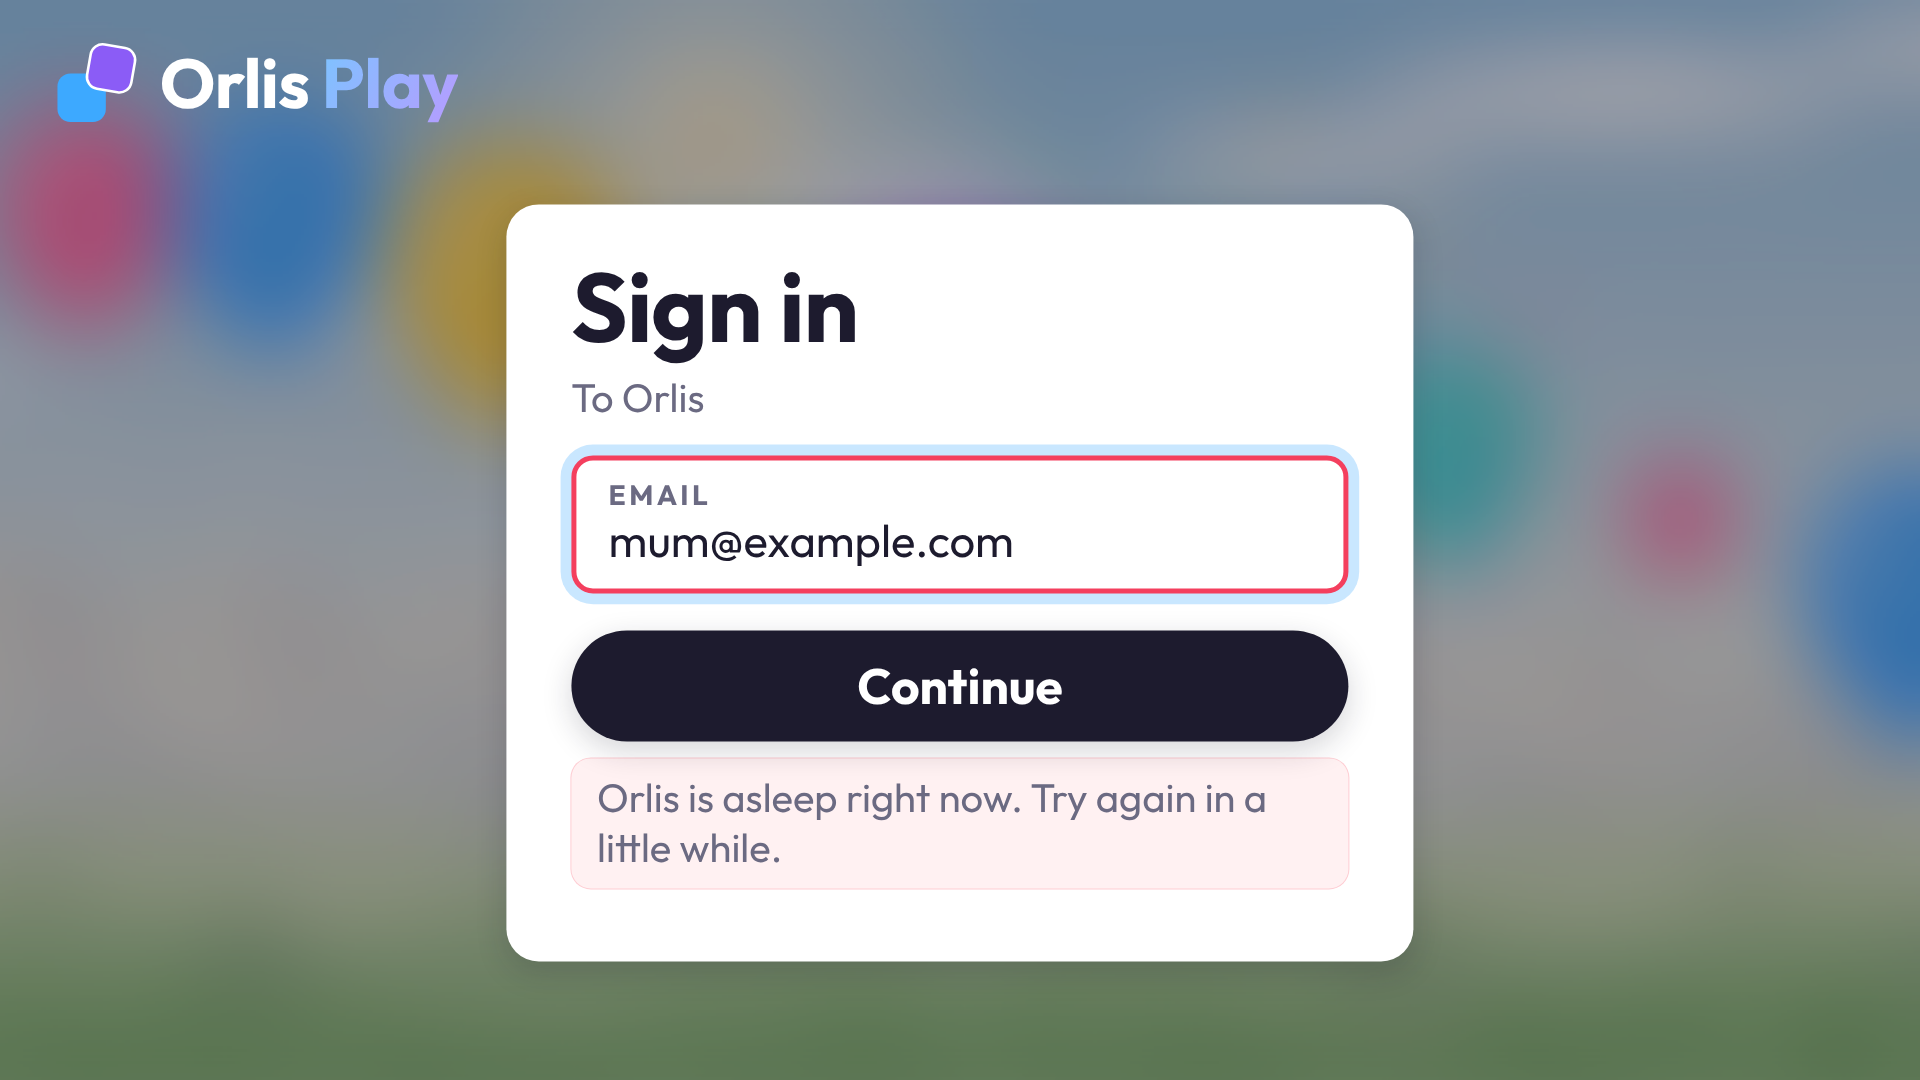 Orlis Play
Sign in
To Orlis
EMAIL
mum@example.com
Continue
Orlis is asleep right now. Try again in a
little while.